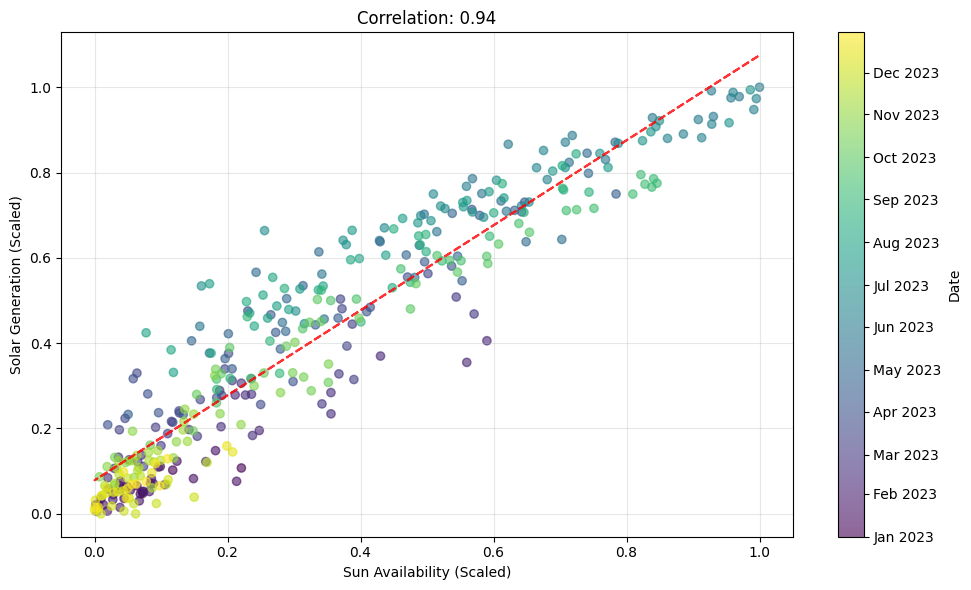 Correlation: 0.94
Solar Generation (Scaled)
1.0
0.8
0.6
0.4
0.2
0.0
0.0 0.2 0.4 0.6 0.8 1.0
Sun Availability (Scaled)
Dec 2023
Nov 2023
Oct 2023
Sep 2023
Aug 2023
Jul 2023
Jun 2023
May 2023
Apr 2023
Mar 2023
Feb 2023
Jan 2023
Date